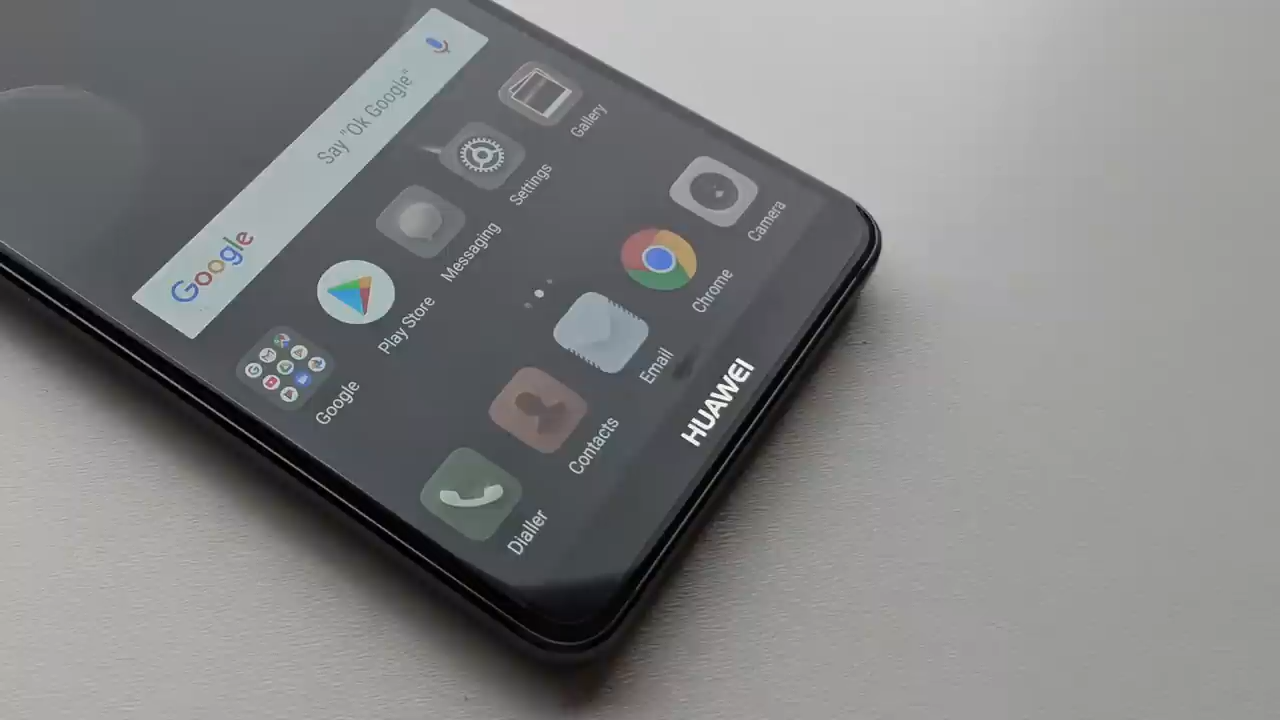 Google
Say "Ok Google"
Google
Play Store
Messaging
Settings
Gallery
Dialler
Contacts
Email
Chrome
Camera
HUAWEI